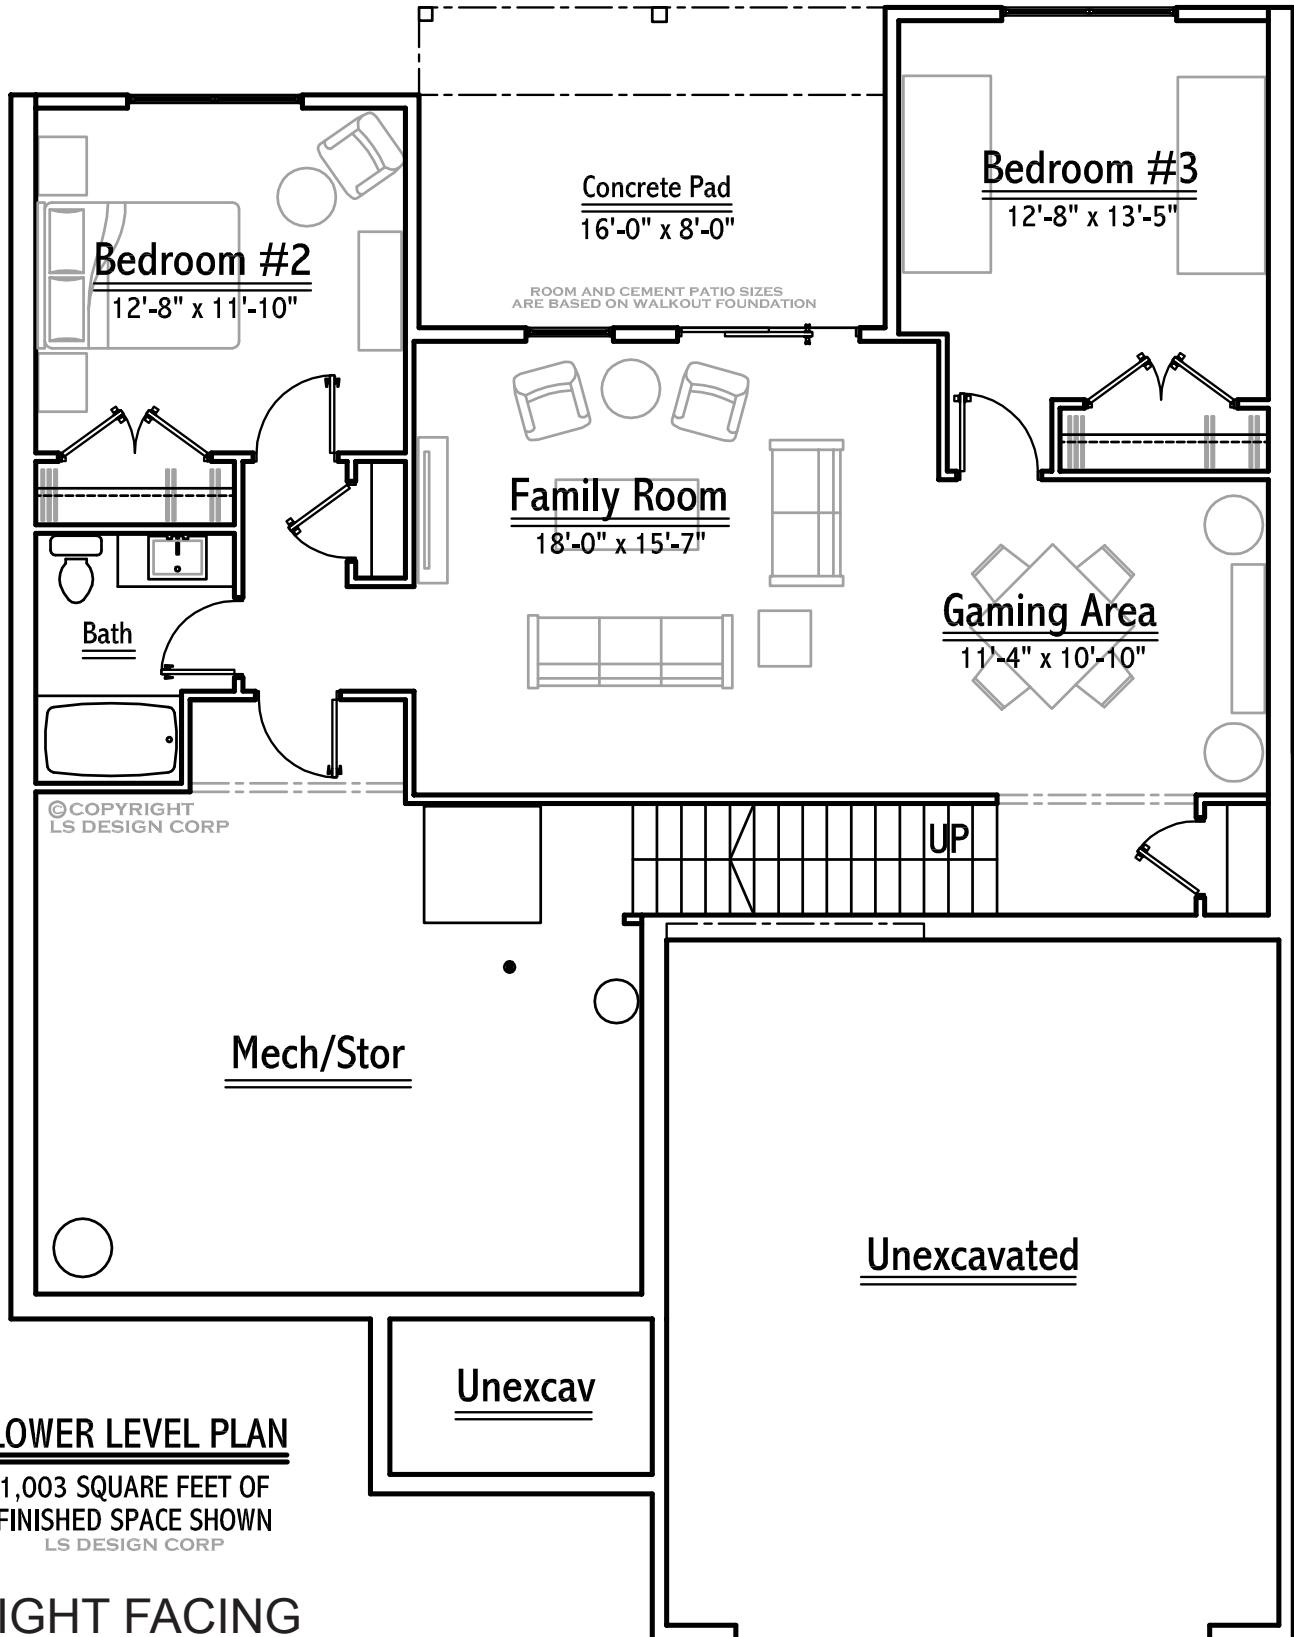 Concrete Pad
16'-0" x 8'-0"
ROOM AND CEMENT PATIO SIZES
ARE BASED ON WALKOUT FOUNDATION
Bedroom #3
12'-8" x 13'-5"
Bedroom #2
12'-8" x 11'-10"
Family Room
18'-0" x 15'-7"
Gaming Area
11'-4" x 10'-10"
Bath
©COPYRIGHT
LS DESIGN CORP
UP
Mech/Stor
Unexcavated
Unexcav
LOWER LEVEL PLAN
1,003 SQUARE FEET OF
FINISHED SPACE SHOWN
LS DESIGN CORP
IGHT FACING